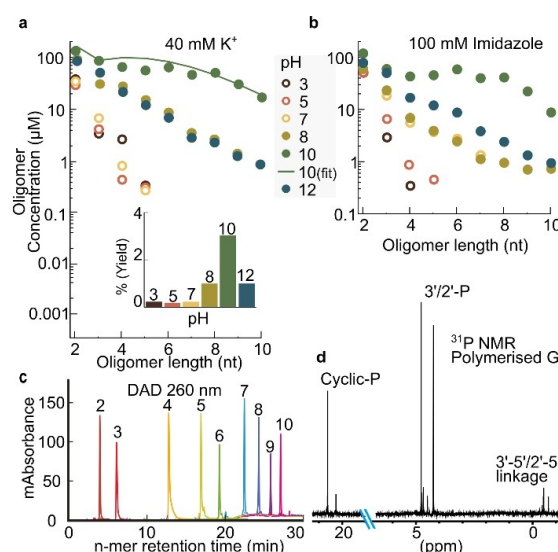 a
40 mM K⁺
Oligomer
Concentration (µM)
100
10
1
0.1
0.01
0.001
2
4
6
8
10
Oligomer length (nt)
4
2
0
% (Yield)
3
5
7
8
10
12
pH
pH
3
5
7
8
10
10(fit)
12
b
100 mM Imidazole
100
10
1
0.1
2
4
6
8
10
Oligomer length (nt)
c
DAD 260 nm
mAbsorbance
150
100
50
0
2
3
4
5
6
7
8
9
10
0
10
20
30
n-mer retention time (min)
d
3'/2'-P
³¹P NMR
Polymerised G
Cyclic-P
3'-5'/2'-5
linkage
20
5
0
(ppm)